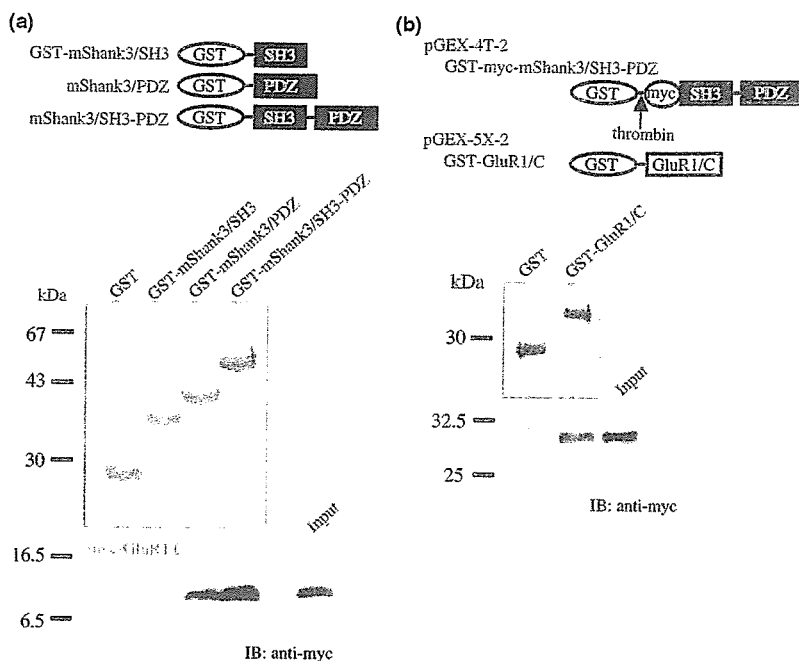 (a)
GST-mShank3/SH3 GST SH3
mShank3/PDZ GST PDZ
mShank3/SH3-PDZ GST SH3 PDZ
kDa
GST
GST-mShank3/SH3
GST-mShank3/PDZ
GST-mShank3/SH3-PDZ
67
43
30
Input
16.5
myc-GluR1/C
6.5
IB: anti-myc
(b)
pGEX-4T-2
GST-myc-mShank3/SH3-PDZ
GST myc SH3 PDZ
thrombin
pGEX-5X-2
GST-GluR1/C GST GluR1/C
kDa
GST
GST-GluR1/C
30
Input
32.5
25
IB: anti-myc